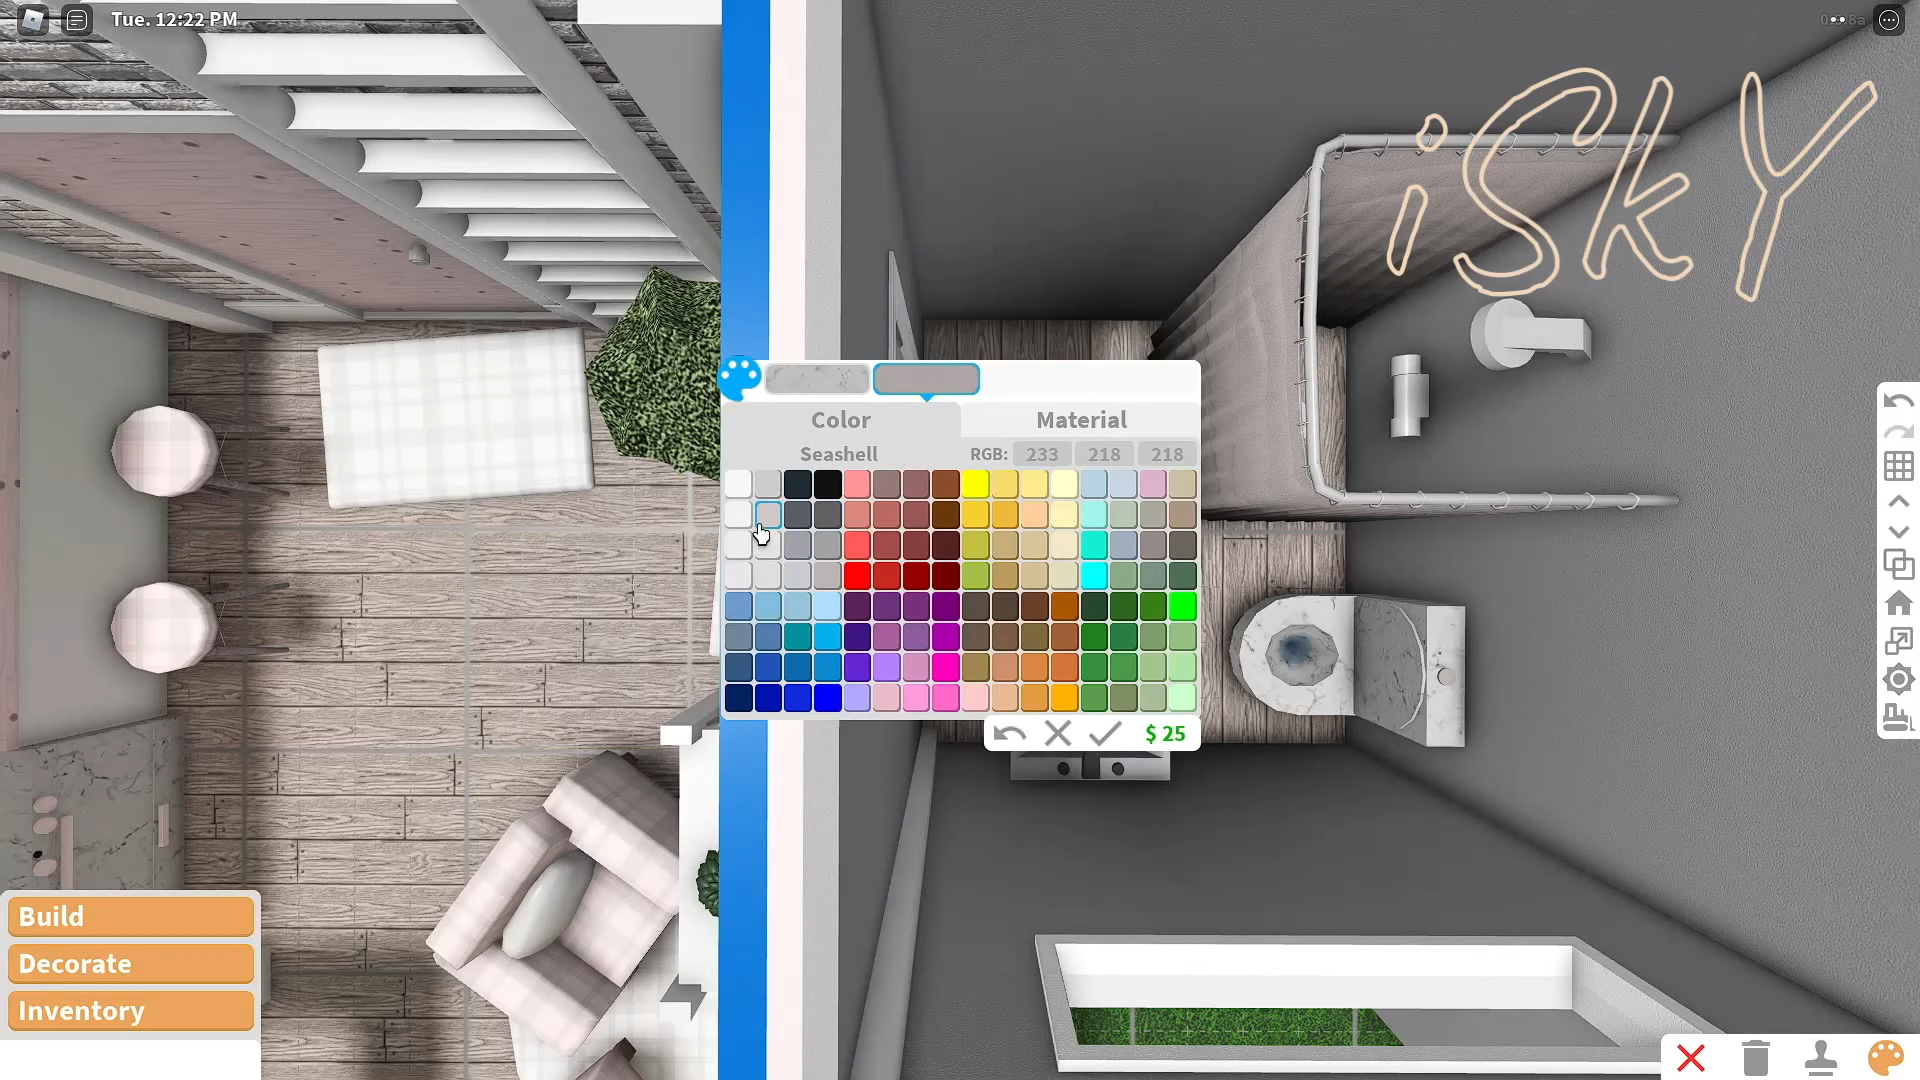 Tue. 12:22 PM
iSkY
Color
Material
Seashell
RGB: 233 218 218
$ 25
Build
Decorate
Inventory